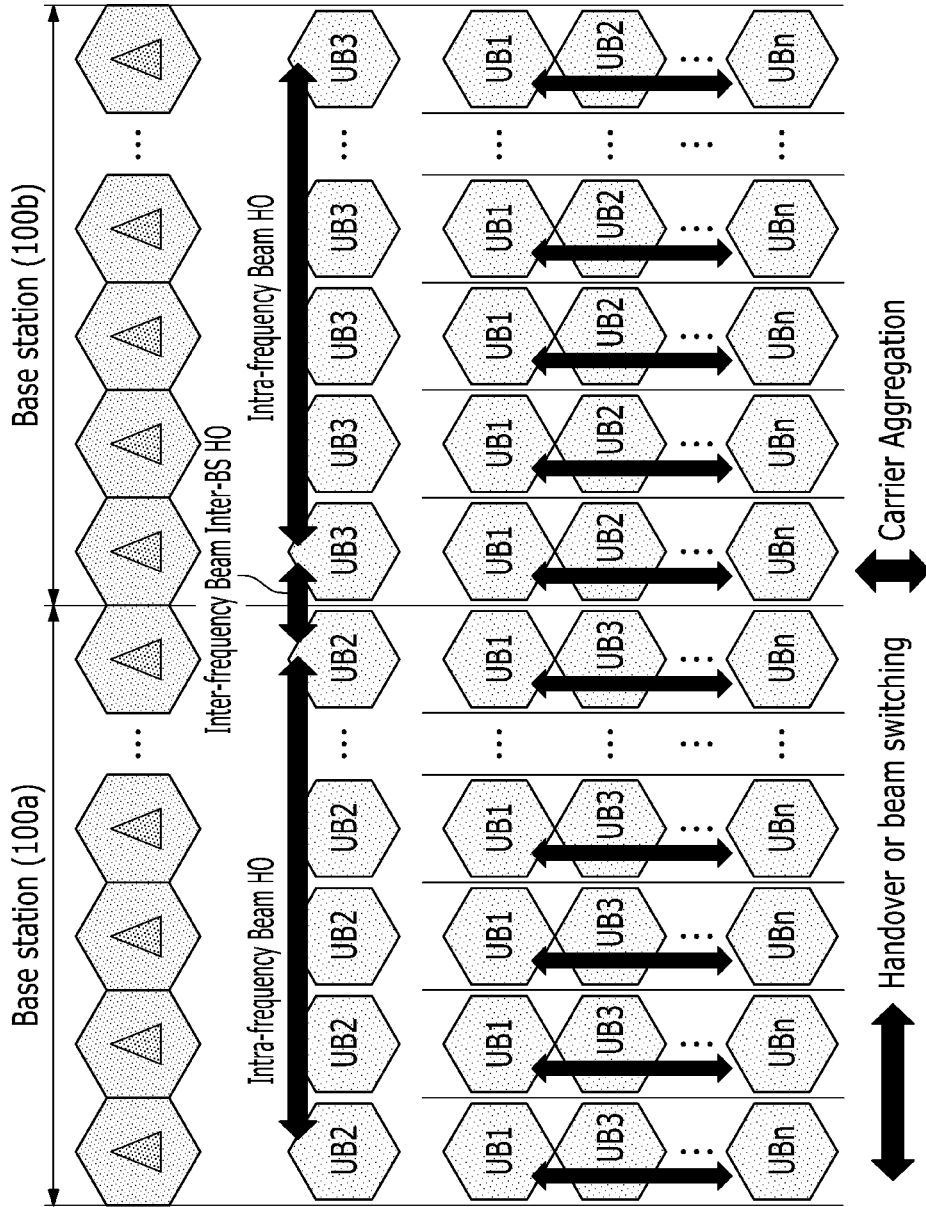 Base station (100a) Base station (100b)
... ...
Inter-frequency Beam Inter-BS HO
Intra-frequency Beam HO Intra-frequency Beam HO
UB2 UB2 UB2 UB2 ... UB2 UB3 UB3 UB3 UB3 ... UB3
UB1 UB1 UB1 UB1 ... UB1 UB1 UB1 UB1 UB1 ... UB1
UB3 UB3 UB3 UB3 ... UB3 UB2 UB2 UB2 UB2 ... UB2
... ... ... ... ... ... ... ... ... ... ... ...
UBn UBn UBn UBn ... UBn UBn UBn UBn UBn ... UBn
Handover or beam switching Carrier Aggregation